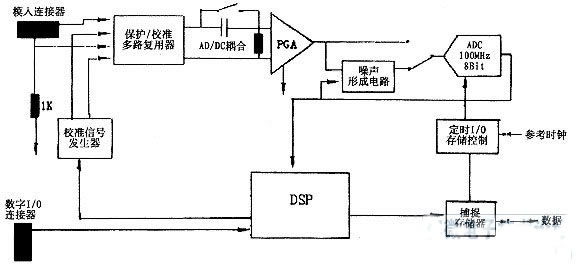 模入连接器
保护/校准
多路复用器
AD/DC耦合
PGA
噪声
形成电路
ADC
100MHz
8Bit
1K
校准信号
发生器
定时I/O
存储控制
参考时钟
数字I/O
连接器
DSP
捕捉
存储器
数据